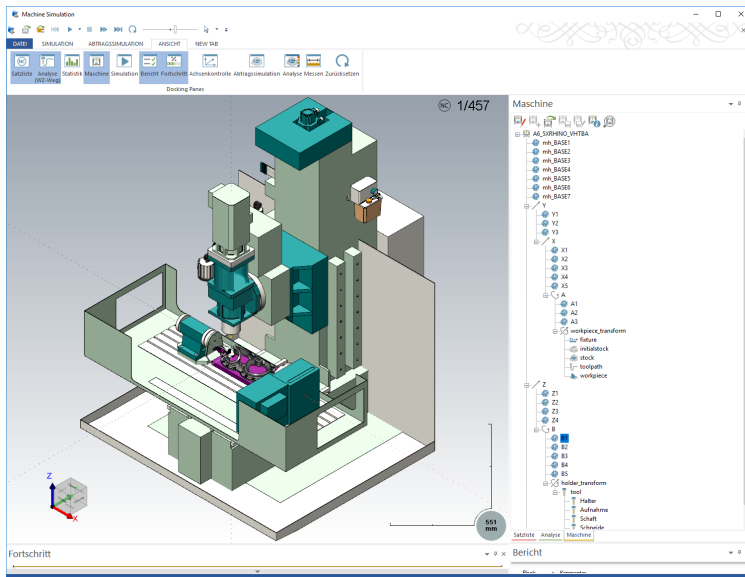 Machine Simulation
DATEI SIMULATION ABTRAGSSIMULATION ANSICHT NEW TAB
Satzliste Analyse (WZ-Weg) Statistik Maschine Simulation Bericht Fortschritt Achsenkontrolle Abtragssimulation Analyse Messen Zurücksetzen
Docking Panes
NC 1/457
Maschine
A6_SXRHINO_VHTBA
mh_BASE1
mh_BASE2
mh_BASE3
mh_BASE4
mh_BASE5
mh_BASE6
mh_BASE7
Y
Y1
Y2
Y3
X
X1
X2
X3
X4
X5
A
A1
A2
A3
workpiece_transform
fixture
initialstock
stock
toolpath
workpiece
Z
Z1
Z2
Z3
Z4
B
B1
B2
B3
B4
B5
holder_transform
tool
Halter
Aufnahme
Schaft
Schneide
Z
X
551
mm
Satzliste Analyse Maschine
Fortschritt
Bericht